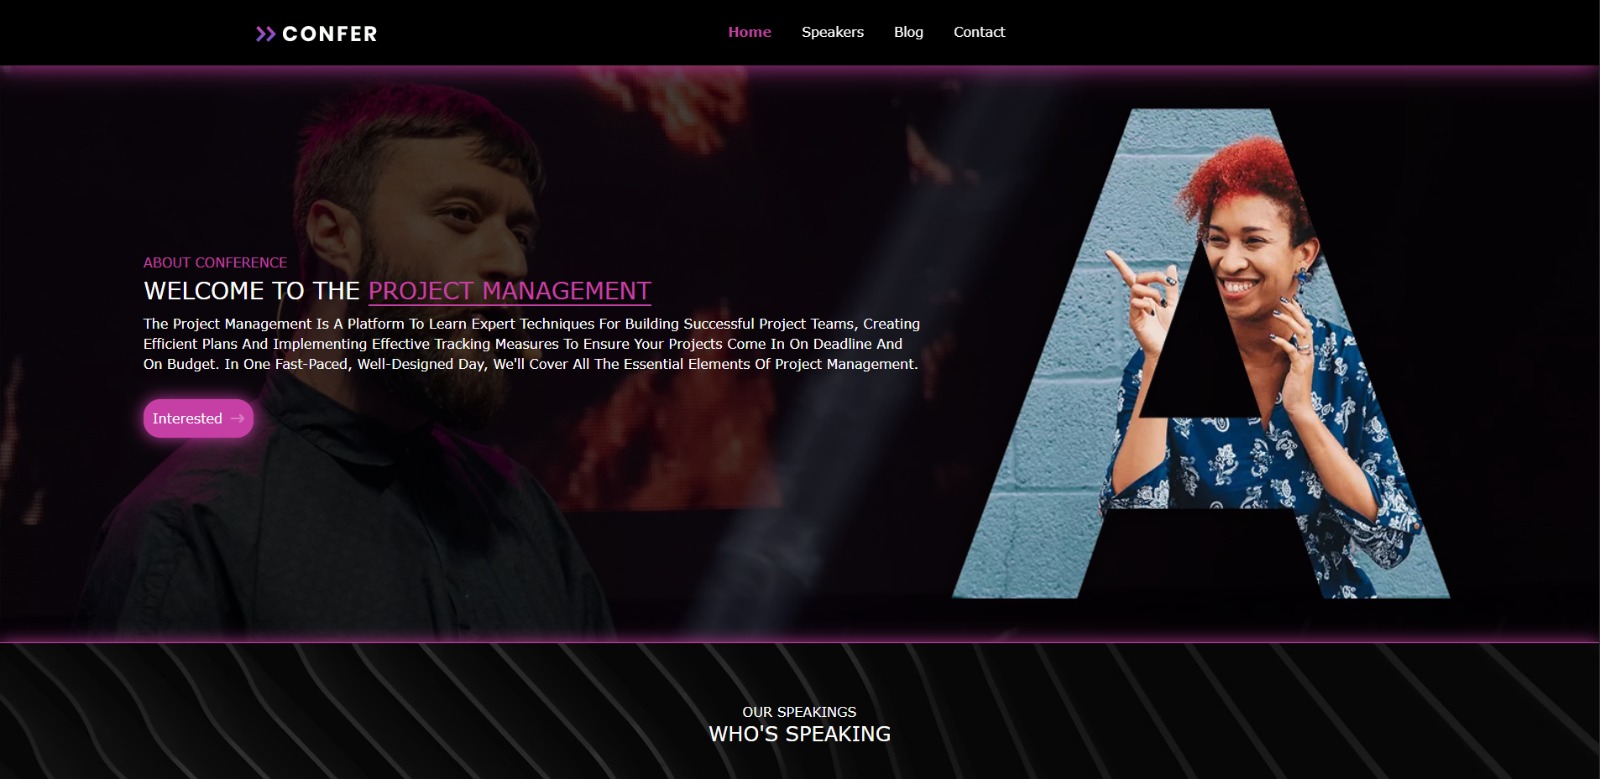 CONFER
Home Speakers Blog Contact
ABOUT CONFERENCE
WELCOME TO THE PROJECT MANAGEMENT
The Project Management Is A Platform To Learn Expert Techniques For Building Successful Project Teams, Creating
Efficient Plans And Implementing Effective Tracking Measures To Ensure Your Projects Come In On Deadline And
On Budget. In One Fast-Paced, Well-Designed Day, We'll Cover All The Essential Elements Of Project Management.
Interested →
A
OUR SPEAKINGS
WHO'S SPEAKING